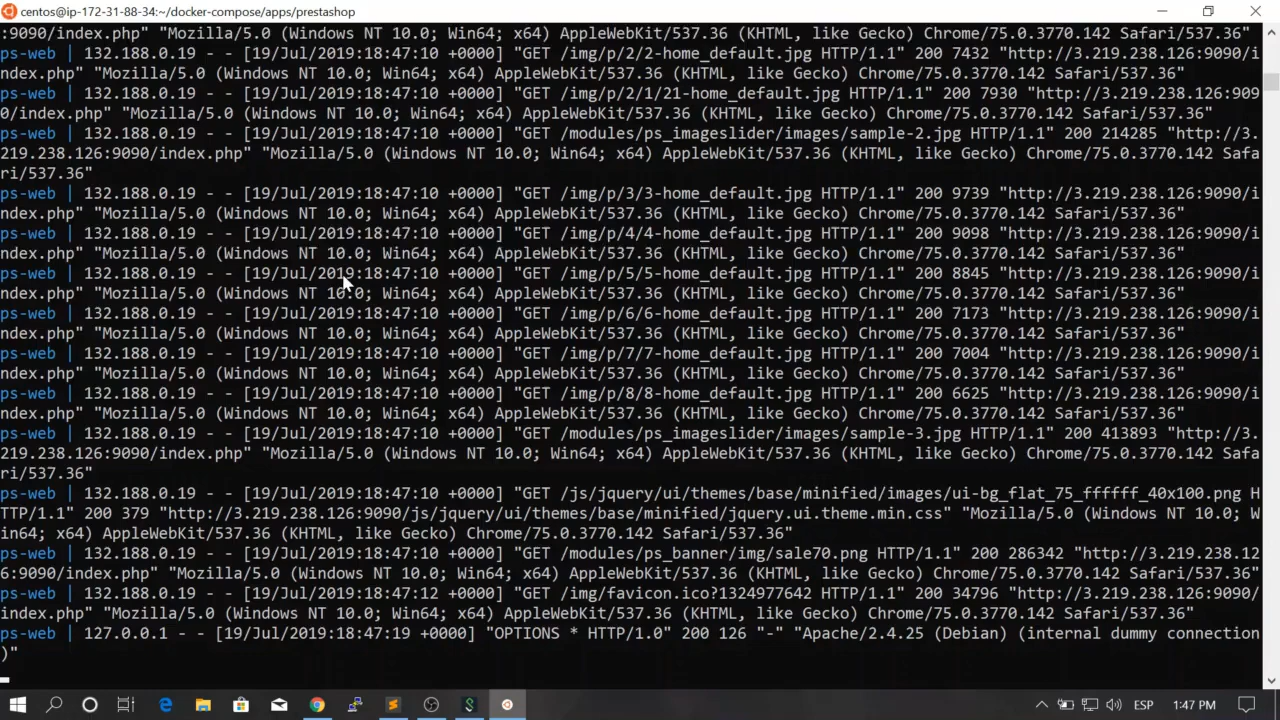 centos@ip-172-31-88-34:~/docker-compose/apps/prestashop
:9090/index.php" "Mozilla/5.0 (Windows NT 10.0; Win64; x64) AppleWebKit/537.36 (KHTML, like Gecko) Chrome/75.0.3770.142 Safari/537.36"
ps-web | 132.188.0.19 - - [19/Jul/2019:18:47:10 +0000] "GET /img/p/2/2-home_default.jpg HTTP/1.1" 200 7432 "http://3.219.238.126:9090/i
ndex.php" "Mozilla/5.0 (Windows NT 10.0; Win64; x64) AppleWebKit/537.36 (KHTML, like Gecko) Chrome/75.0.3770.142 Safari/537.36"
ps-web | 132.188.0.19 - - [19/Jul/2019:18:47:10 +0000] "GET /img/p/2/1/21-home_default.jpg HTTP/1.1" 200 7930 "http://3.219.238.126:909
0/index.php" "Mozilla/5.0 (Windows NT 10.0; Win64; x64) AppleWebKit/537.36 (KHTML, like Gecko) Chrome/75.0.3770.142 Safari/537.36"
ps-web | 132.188.0.19 - - [19/Jul/2019:18:47:10 +0000] "GET /modules/ps_imageslider/images/sample-2.jpg HTTP/1.1" 200 214285 "http://3.
219.238.126:9090/index.php" "Mozilla/5.0 (Windows NT 10.0; Win64; x64) AppleWebKit/537.36 (KHTML, like Gecko) Chrome/75.0.3770.142 Safa
ri/537.36"
ps-web | 132.188.0.19 - - [19/Jul/2019:18:47:10 +0000] "GET /img/p/3/3-home_default.jpg HTTP/1.1" 200 9739 "http://3.219.238.126:9090/i
ndex.php" "Mozilla/5.0 (Windows NT 10.0; Win64; x64) AppleWebKit/537.36 (KHTML, like Gecko) Chrome/75.0.3770.142 Safari/537.36"
ps-web | 132.188.0.19 - - [19/Jul/2019:18:47:10 +0000] "GET /img/p/4/4-home_default.jpg HTTP/1.1" 200 9098 "http://3.219.238.126:9090/i
ndex.php" "Mozilla/5.0 (Windows NT 10.0; Win64; x64) AppleWebKit/537.36 (KHTML, like Gecko) Chrome/75.0.3770.142 Safari/537.36"
ps-web | 132.188.0.19 - - [19/Jul/2019:18:47:10 +0000] "GET /img/p/5/5-home_default.jpg HTTP/1.1" 200 8845 "http://3.219.238.126:9090/i
ndex.php" "Mozilla/5.0 (Windows NT 10.0; Win64; x64) AppleWebKit/537.36 (KHTML, like Gecko) Chrome/75.0.3770.142 Safari/537.36"
ps-web | 132.188.0.19 - - [19/Jul/2019:18:47:10 +0000] "GET /img/p/6/6-home_default.jpg HTTP/1.1" 200 7173 "http://3.219.238.126:9090/i
ndex.php" "Mozilla/5.0 (Windows NT 10.0; Win64; x64) AppleWebKit/537.36 (KHTML, like Gecko) Chrome/75.0.3770.142 Safari/537.36"
ps-web | 132.188.0.19 - - [19/Jul/2019:18:47:10 +0000] "GET /img/p/7/7-home_default.jpg HTTP/1.1" 200 7004 "http://3.219.238.126:9090/i
ndex.php" "Mozilla/5.0 (Windows NT 10.0; Win64; x64) AppleWebKit/537.36 (KHTML, like Gecko) Chrome/75.0.3770.142 Safari/537.36"
ps-web | 132.188.0.19 - - [19/Jul/2019:18:47:10 +0000] "GET /img/p/8/8-home_default.jpg HTTP/1.1" 200 6625 "http://3.219.238.126:9090/i
ndex.php" "Mozilla/5.0 (Windows NT 10.0; Win64; x64) AppleWebKit/537.36 (KHTML, like Gecko) Chrome/75.0.3770.142 Safari/537.36"
ps-web | 132.188.0.19 - - [19/Jul/2019:18:47:10 +0000] "GET /modules/ps_imageslider/images/sample-3.jpg HTTP/1.1" 200 413893 "http://3.
219.238.126:9090/index.php" "Mozilla/5.0 (Windows NT 10.0; Win64; x64) AppleWebKit/537.36 (KHTML, like Gecko) Chrome/75.0.3770.142 Safa
ri/537.36"
ps-web | 132.188.0.19 - - [19/Jul/2019:18:47:10 +0000] "GET /js/jquery/ui/themes/base/minified/images/ui-bg_flat_75_ffffff_40x100.png H
TTP/1.1" 200 379 "http://3.219.238.126:9090/js/jquery/ui/themes/base/minified/jquery.ui.theme.min.css" "Mozilla/5.0 (Windows NT 10.0; W
in64; x64) AppleWebKit/537.36 (KHTML, like Gecko) Chrome/75.0.3770.142 Safari/537.36"
ps-web | 132.188.0.19 - - [19/Jul/2019:18:47:10 +0000] "GET /modules/ps_banner/img/sale70.png HTTP/1.1" 200 286342 "http://3.219.238.12
6:9090/index.php" "Mozilla/5.0 (Windows NT 10.0; Win64; x64) AppleWebKit/537.36 (KHTML, like Gecko) Chrome/75.0.3770.142 Safari/537.36"
ps-web | 132.188.0.19 - - [19/Jul/2019:18:47:12 +0000] "GET /img/favicon.ico?1324977642 HTTP/1.1" 200 34796 "http://3.219.238.126:9090/
index.php" "Mozilla/5.0 (Windows NT 10.0; Win64; x64) AppleWebKit/537.36 (KHTML, like Gecko) Chrome/75.0.3770.142 Safari/537.36"
ps-web | 127.0.0.1 - - [19/Jul/2019:18:47:19 +0000] "OPTIONS * HTTP/1.0" 200 126 "-" "Apache/2.4.25 (Debian) (internal dummy connection
)"
ESP 1:47 PM